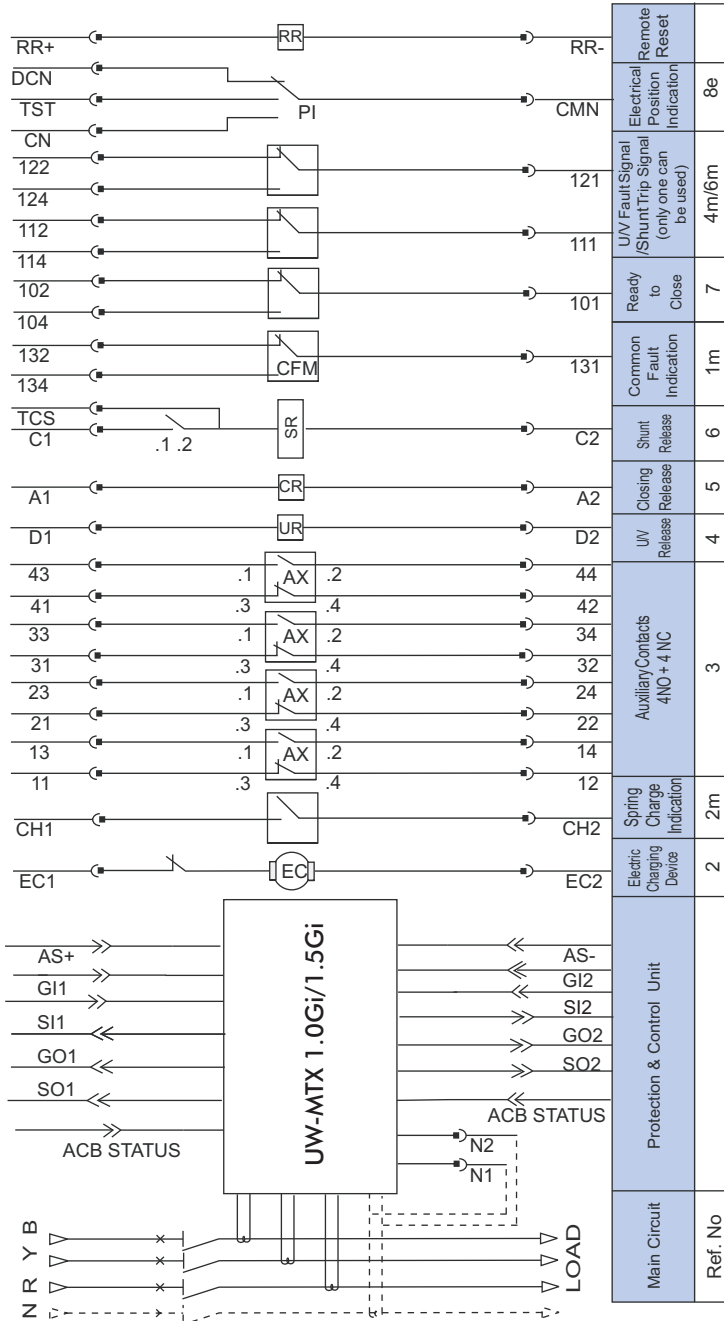 RR+ RR RR- Remote Reset
DCN
TST PI CMN Electrical Position Indication 8e
CN
122 121 U/V Fault Signal /Shunt Trip Signal (only one can be used) 4m/6m
124
112 111
114
102 101 Ready to Close 7
104
132 131 Common Fault Indication 1m
134 CFM
TCS
C1 .1 .2 SR C2 Shunt Release 6
A1 CR A2 Closing Release 5
D1 UR D2 U/V Release 4
43 .1 AX .2 44 Auxiliary Contacts 4NO + 4 NC 3
41 .3 .4 42
33 .1 AX .2 34
31 .3 .4 32
23 .1 AX .2 24
21 .3 .4 22
13 .1 AX .2 14
11 .3 .4 12
CH1 CH2 Spring Charge Indication 2m
EC1 EC EC2 Electric Charging Device 2
UW-MTX 1.0Gi/1.5Gi
Protection & Control Unit
AS+ AS-
GI1 GI2
SI1 SI2
GO1 GO2
SO1 SO2
ACB STATUS ACB STATUS
N2
N1
B
Y
R
N
LOAD
Main Circuit Ref. No